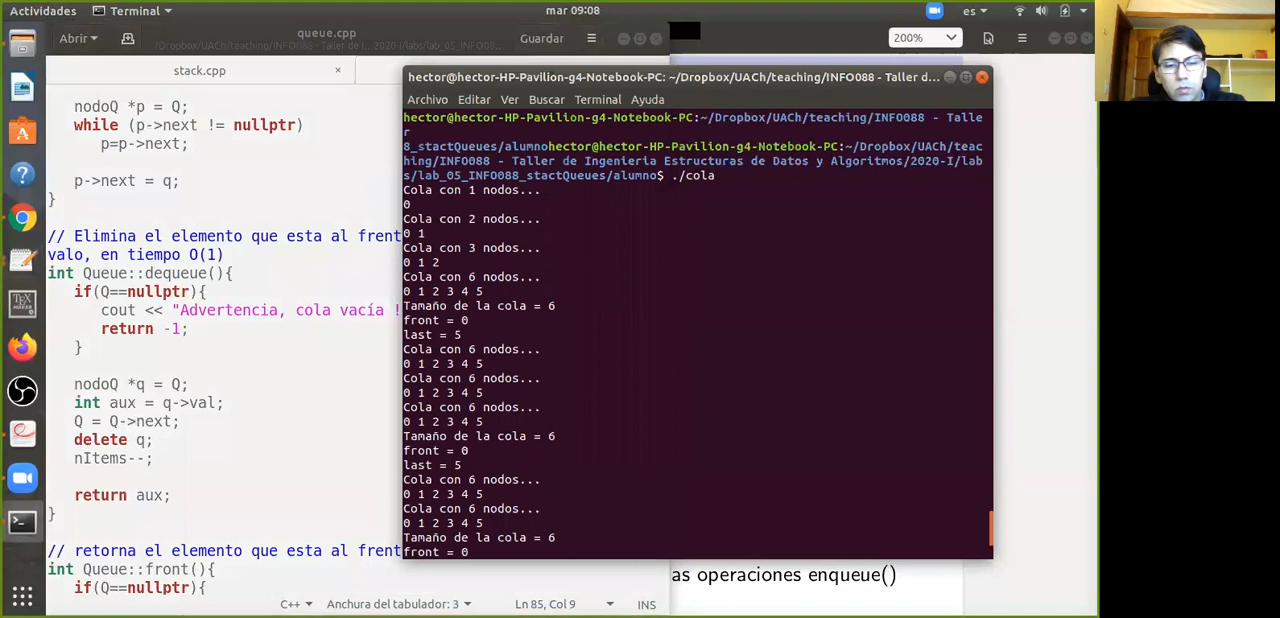 Actividades
Terminal
mar 09:08
es
Abrir
queue.cpp
Guardar
200%
stack.cpp
nodoQ *p = Q;
while (p->next != nullptr)
p=p->next;
p->next = q;
}
// Elimina el elemento que esta al frent
valo, en tiempo O(1)
int Queue::dequeue(){
if(Q==nullptr){
cout << "Advertencia, cola vacía !
return -1;
}
nodoQ *q = Q;
int aux = q->val;
Q = Q->next;
delete q;
nItems--;
return aux;
}
// retorna el elemento que esta al frent
int Queue::front(){
if(Q==nullptr){
C++
Anchura del tabulador: 3
Ln 85, Col 9
INS
hector@hector-HP-Pavilion-g4-Notebook-PC: ~/Dropbox/UACh/teaching/INFO088 - Taller d...
Archivo Editar Ver Buscar Terminal Ayuda
hector@hector-HP-Pavilion-g4-Notebook-PC:~/Dropbox/UACh/teaching/INFO088 - Talle
r
8_stactQueues/alumnohector@hector-HP-Pavilion-g4-Notebook-PC:~/Dropbox/UACh/teac
hing/INFO088 - Taller de Ingenieria Estructuras de Datos y Algoritmos/2020-I/lab
s/lab_05_INFO088_stactQueues/alumno$ ./cola
Cola con 1 nodos...
0
Cola con 2 nodos...
0 1
Cola con 3 nodos...
0 1 2
Cola con 6 nodos...
0 1 2 3 4 5
Tamaño de la cola = 6
front = 0
last = 5
Cola con 6 nodos...
0 1 2 3 4 5
Cola con 6 nodos...
0 1 2 3 4 5
Cola con 6 nodos...
0 1 2 3 4 5
Tamaño de la cola = 6
front = 0
last = 5
Cola con 6 nodos...
0 1 2 3 4 5
Cola con 6 nodos...
0 1 2 3 4 5
Tamaño de la cola = 6
front = 0
as operaciones enqueue()